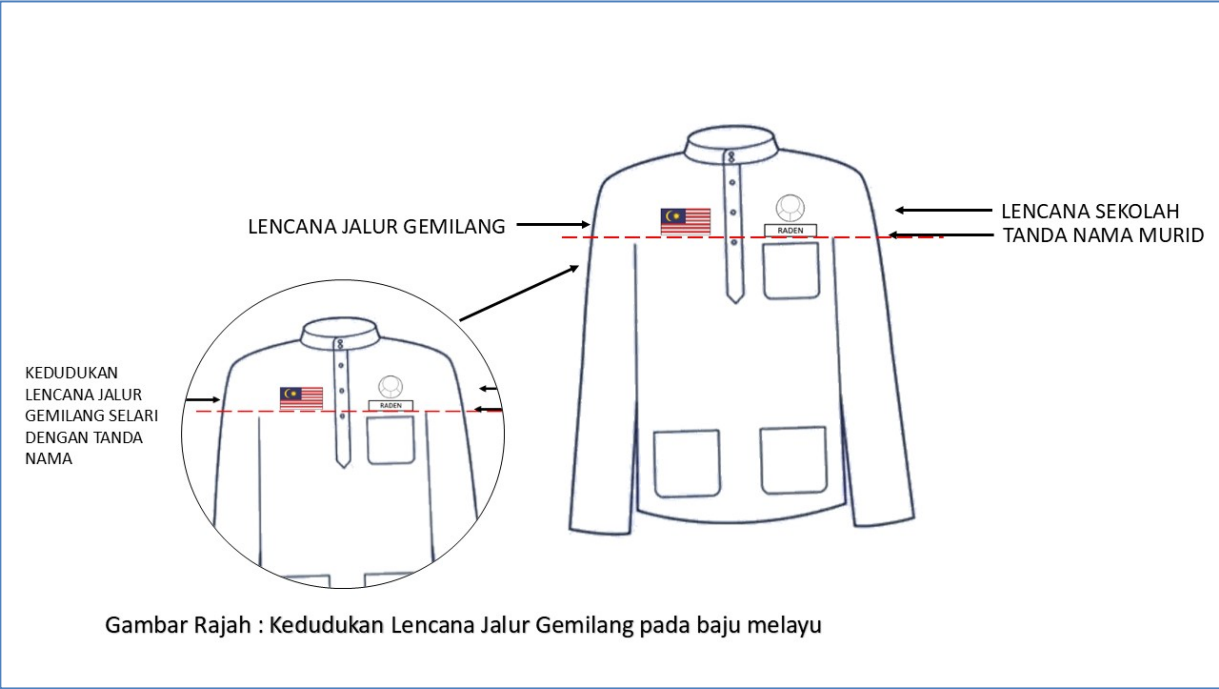 LENCANA JALUR GEMILANG
LENCANA SEKOLAH
TANDA NAMA MURID
RADEN
KEDUDUKAN
LENCANA JALUR
GEMILANG SELARI
DENGAN TANDA
NAMA
RADEN
Gambar Rajah : Kedudukan Lencana Jalur Gemilang pada baju melayu